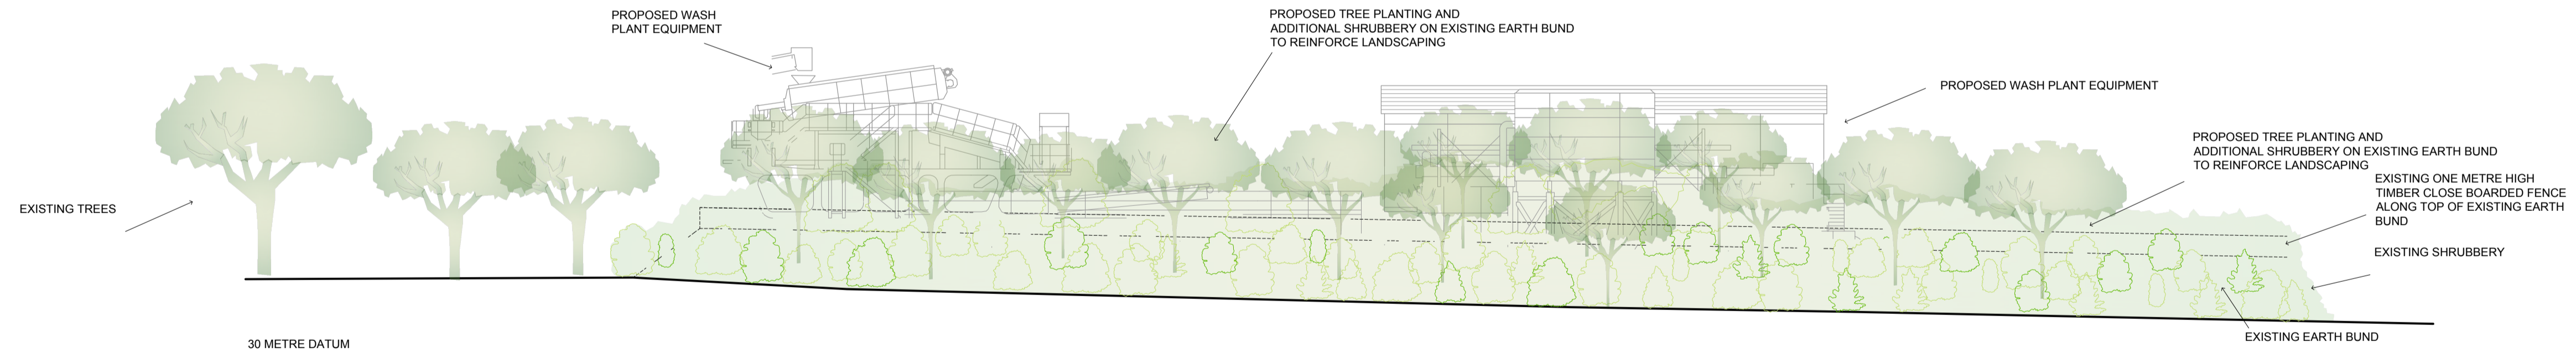 PROPOSED WASH
PLANT EQUIPMENT
PROPOSED TREE PLANTING AND
ADDITIONAL SHRUBBERY ON EXISTING EARTH BUND
TO REINFORCE LANDSCAPING
PROPOSED WASH PLANT EQUIPMENT
PROPOSED TREE PLANTING AND
ADDITIONAL SHRUBBERY ON EXISTING EARTH BUND
TO REINFORCE LANDSCAPING
EXISTING ONE METRE HIGH
TIMBER CLOSE BOARDED FENCE
ALONG TOP OF EXISTING EARTH
BUND
EXISTING TREES
EXISTING SHRUBBERY
EXISTING EARTH BUND
30 METRE DATUM